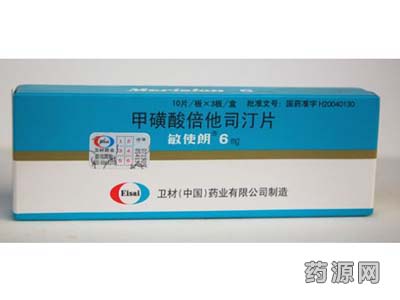 Merislon 6
10片/板×3板/盒 批准文号：国药准字H20040130
甲磺酸倍他司汀片
敏使朗® 6mg
Eisai
卫材(中国)药业有限公司制造
药源网